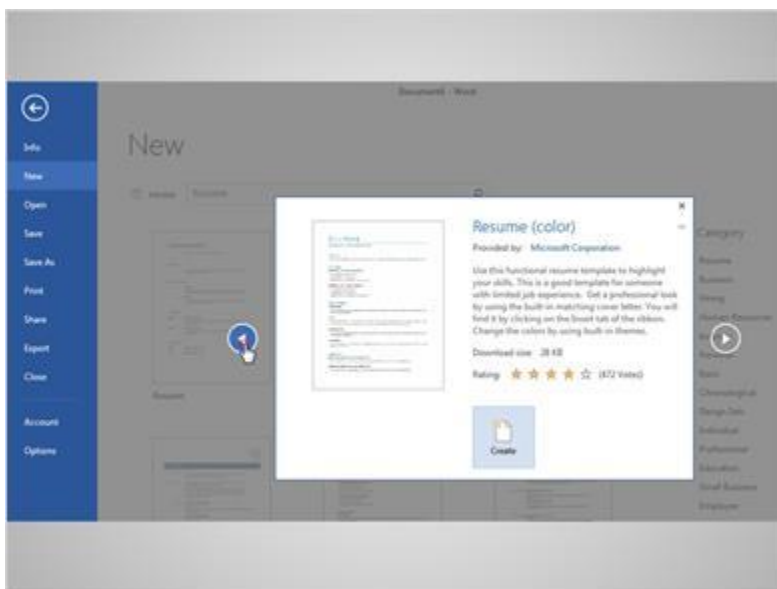 Document1 - Word
Info
New
Open
Save
Save As
Print
Share
Export
Close
Account
Options
New
Home
Resume (color)
Provided by: Microsoft Corporation
Use this functional resume template to highlight
your skills. This is a good template for someone
with limited job experience. Get a professional look
by using the built-in matching cover letter. You will
find it by clicking on the Insert tab of the ribbon.
Change the colors by using built-in themes.
Download size: 28 KB
Rating: (472 Votes)
Create
Resume
Category
Resume
Business
Hiring
Human Resources
Basic
Chronological
Design Sets
Individual
Professional
Education
Small Business
Employee